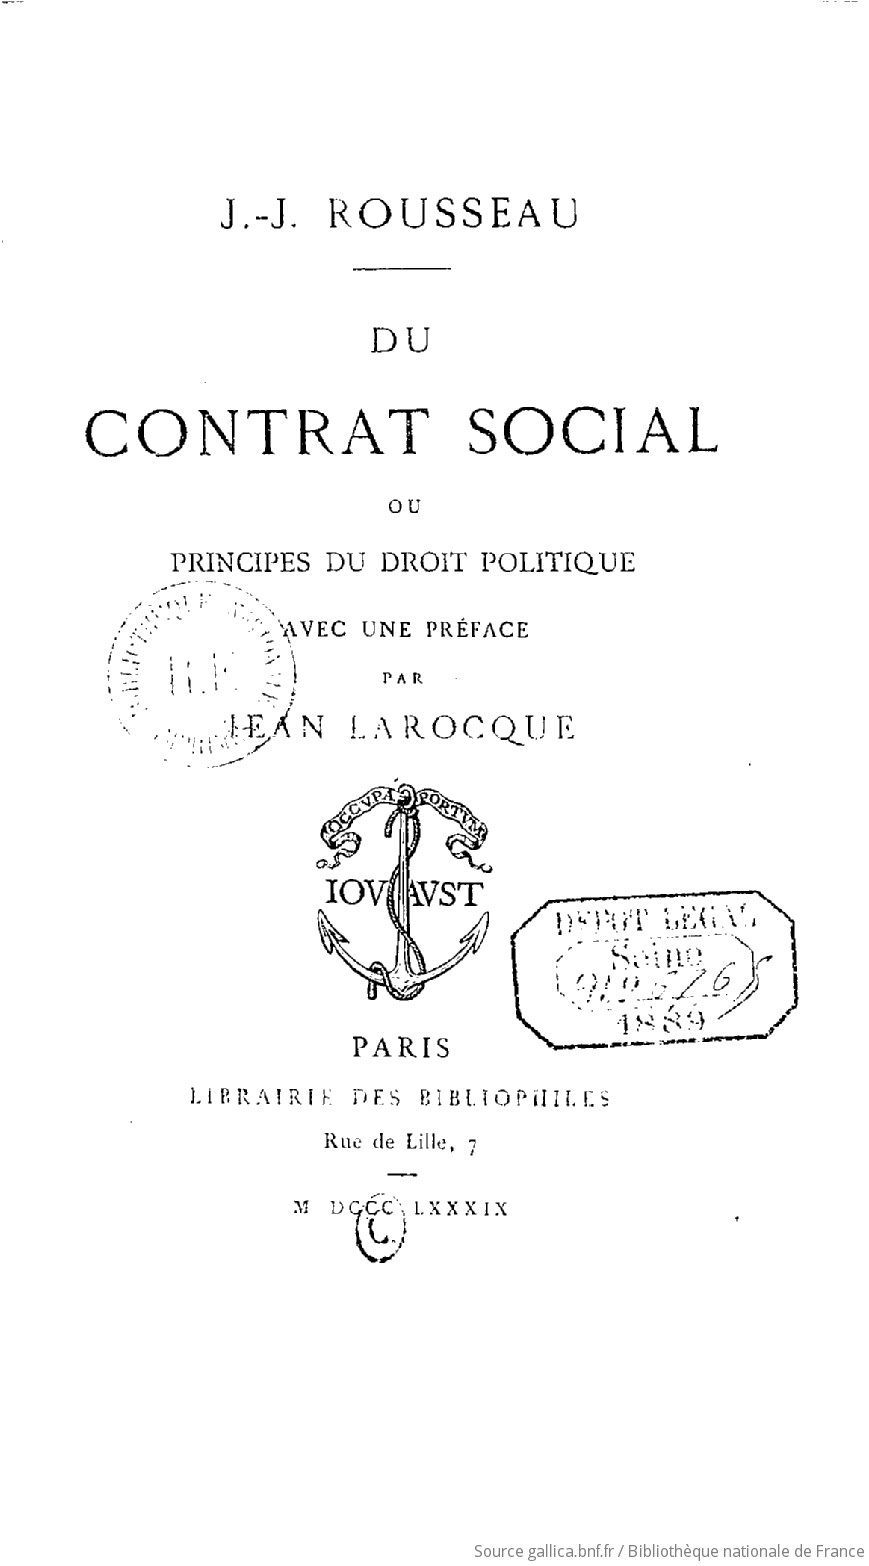 J.-J. ROUSSEAU
DU
CONTRAT SOCIAL
OU
PRINCIPES DU DROIT POLITIQUE
AVEC UNE PRÉFACE
PAR
JEAN LAROCQUE
OCCVPA PORTVM
IOV AVST
DEPOT LEGAL
Seine
1889
PARIS
LIBRAIRIE DES BIBLIOPHILES
Rue de Lille, 7
M DCCC LXXXIX
C
Source gallica.bnf.fr / Bibliothèque nationale de France